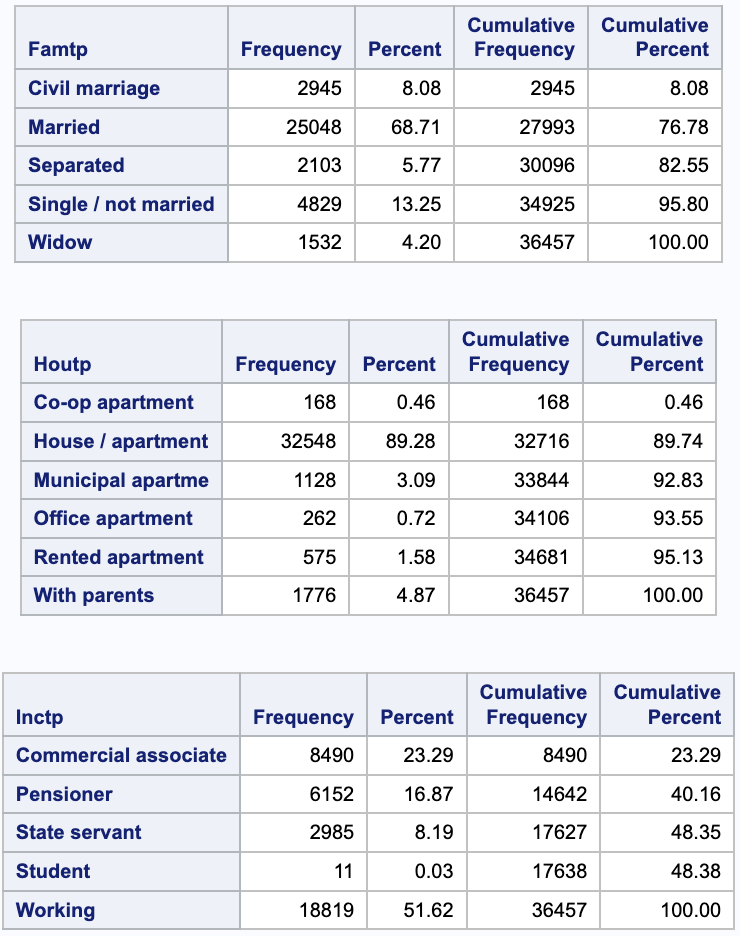 Famtp Frequency Percent Cumulative Frequency Cumulative Percent
Civil marriage 2945 8.08 2945 8.08
Married 25048 68.71 27993 76.78
Separated 2103 5.77 30096 82.55
Single / not married 4829 13.25 34925 95.80
Widow 1532 4.20 36457 100.00
Houtp Frequency Percent Cumulative Frequency Cumulative Percent
Co-op apartment 168 0.46 168 0.46
House / apartment 32548 89.28 32716 89.74
Municipal apartme 1128 3.09 33844 92.83
Office apartment 262 0.72 34106 93.55
Rented apartment 575 1.58 34681 95.13
With parents 1776 4.87 36457 100.00
Inctp Frequency Percent Cumulative Frequency Cumulative Percent
Commercial associate 8490 23.29 8490 23.29
Pensioner 6152 16.87 14642 40.16
State servant 2985 8.19 17627 48.35
Student 11 0.03 17638 48.38
Working 18819 51.62 36457 100.00